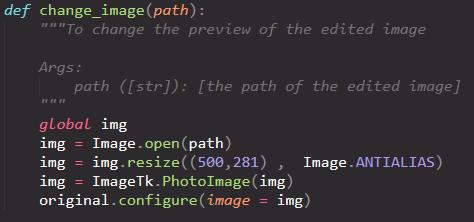 def change_image(path):
    """To change the preview of the edited image

    Args:
        path ([str]): [the path of the edited image]
    """
    global img
    img = Image.open(path)
    img = img.resize((500,281) ,  Image.ANTIALIAS)
    img = ImageTk.PhotoImage(img)
    original.configure(image = img)